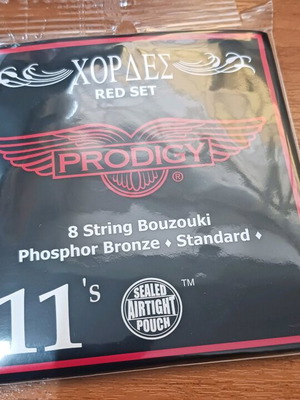 ΧΟΡΔΕΣ
RED SET
PRODIGY®
8 String Bouzouki
Phosphor Bronze ♦ Standard ♦
11's
SEALED
AIRTIGHT
POUCH
™